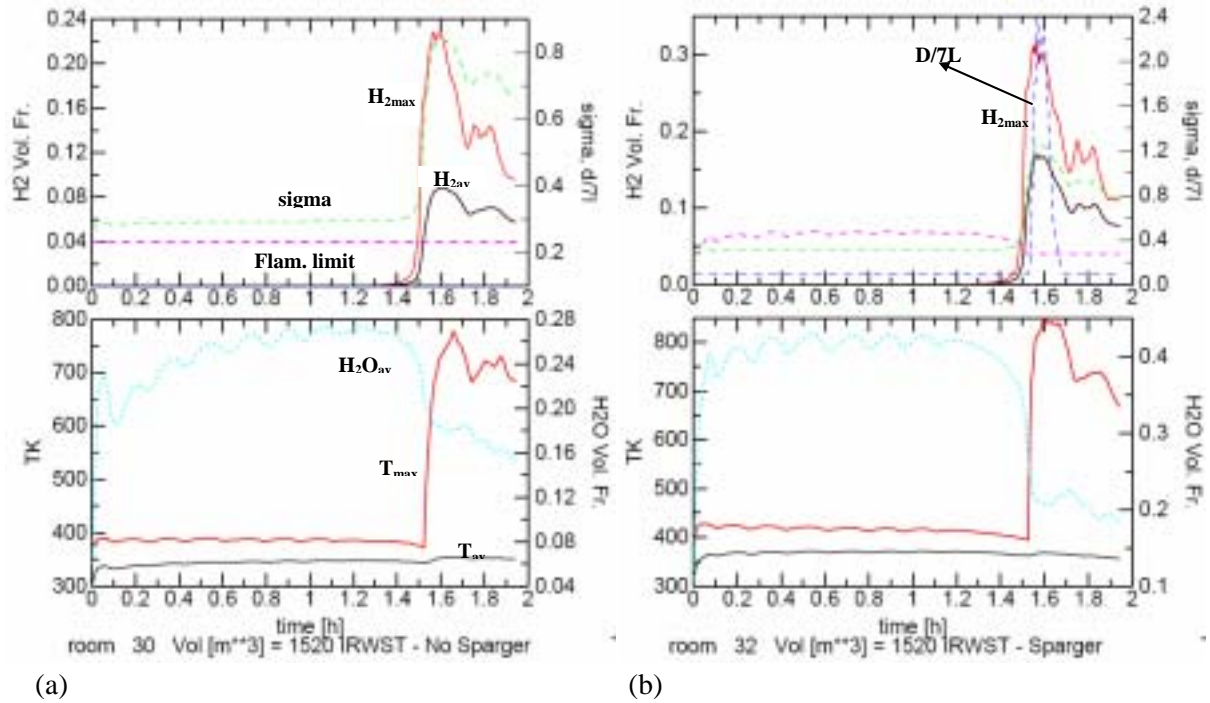 0.24
0.20
0.16
0.12
0.08
0.04
0.00
H2 Vol. Fr.
H2max
H2av
sigma
Flam. limit
0.8
0.6
0.4
0.2
sigma, d/7l
0 0.2 0.4 0.6 0.8 1 1.2 1.4 1.6 1.8 2
800
700
600
500
400
300
TK
H2Oav
Tmax
Tav
0.28
0.24
0.20
0.16
0.12
0.08
0.04
H2O Vol. Fr.
0 0.2 0.4 0.6 0.8 1 1.2 1.4 1.6 1.8 2
time [h]
room 30 Vol [m**3] = 1520 IRWST - No Sparger
(a)
0.3
0.2
0.1
0.0
H2 Vol. Fr.
D/7L
H2max
2.4
2.0
1.6
1.2
0.8
0.4
0.0
sigma, d/7l
0 0.2 0.4 0.6 0.8 1 1.2 1.4 1.6 1.8 2
800
700
600
500
400
300
TK
0.4
0.3
0.2
0.1
H2O Vol. Fr.
0 0.2 0.4 0.6 0.8 1 1.2 1.4 1.6 1.8 2
time [h]
room 32 Vol [m**3] = 1520 IRWST - Sparger
(b)